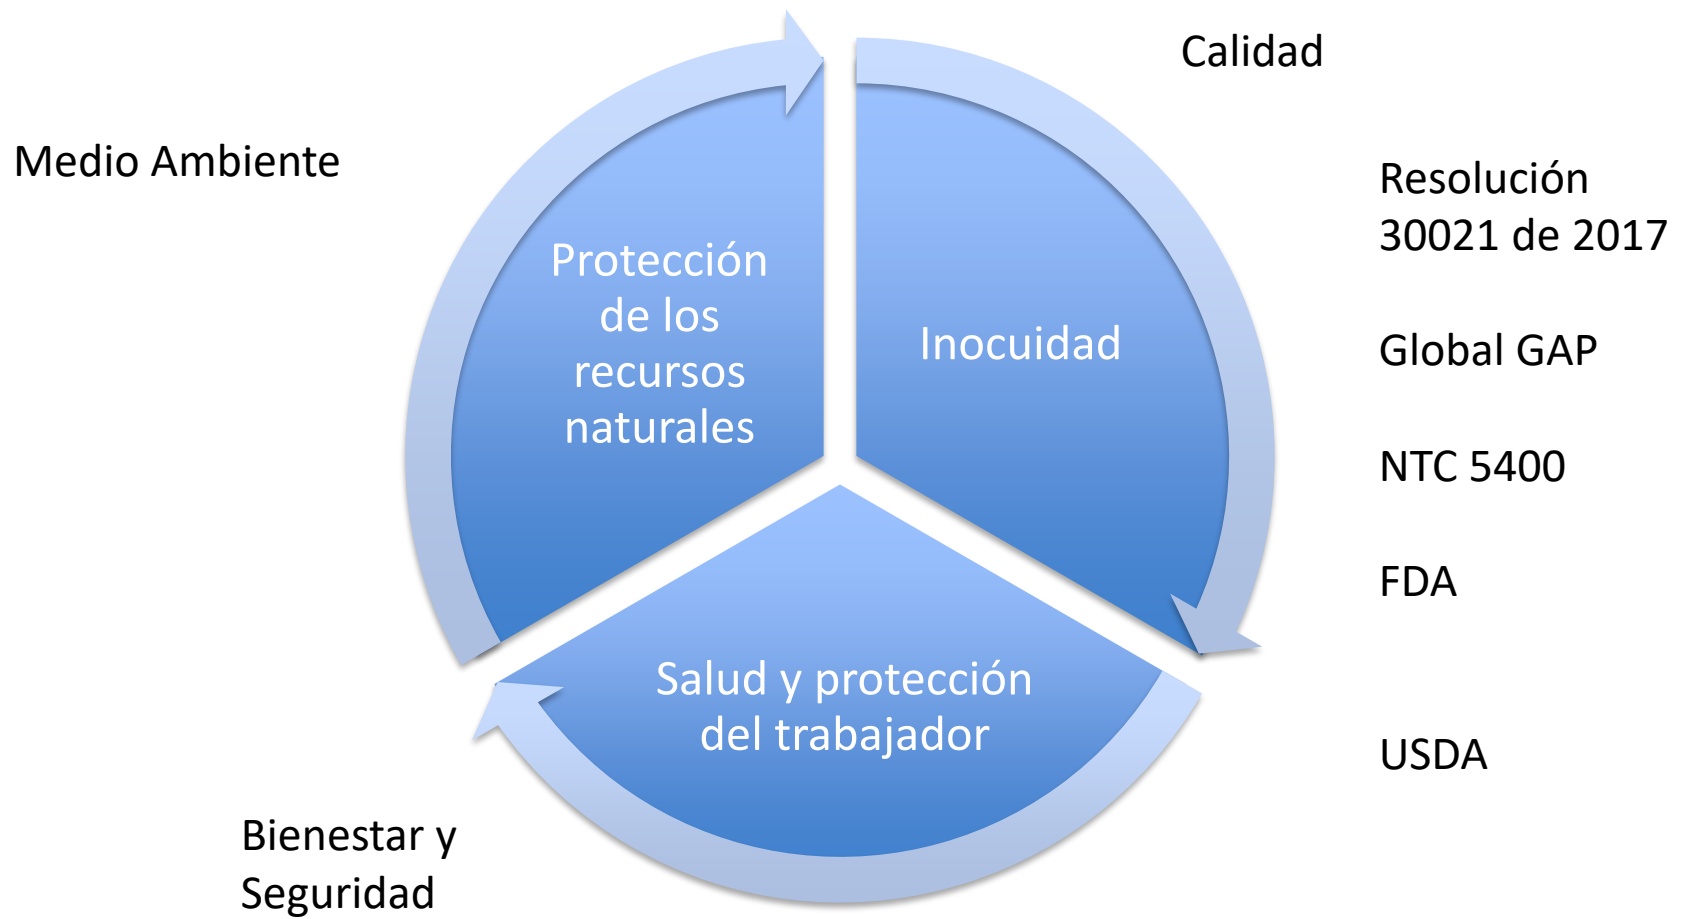 Calidad
Medio Ambiente
Resolución
30021 de 2017
Protección
de los
recursos
naturales
Inocuidad
Global GAP
NTC 5400
FDA
Salud y protección
del trabajador
USDA
Bienestar y
Seguridad